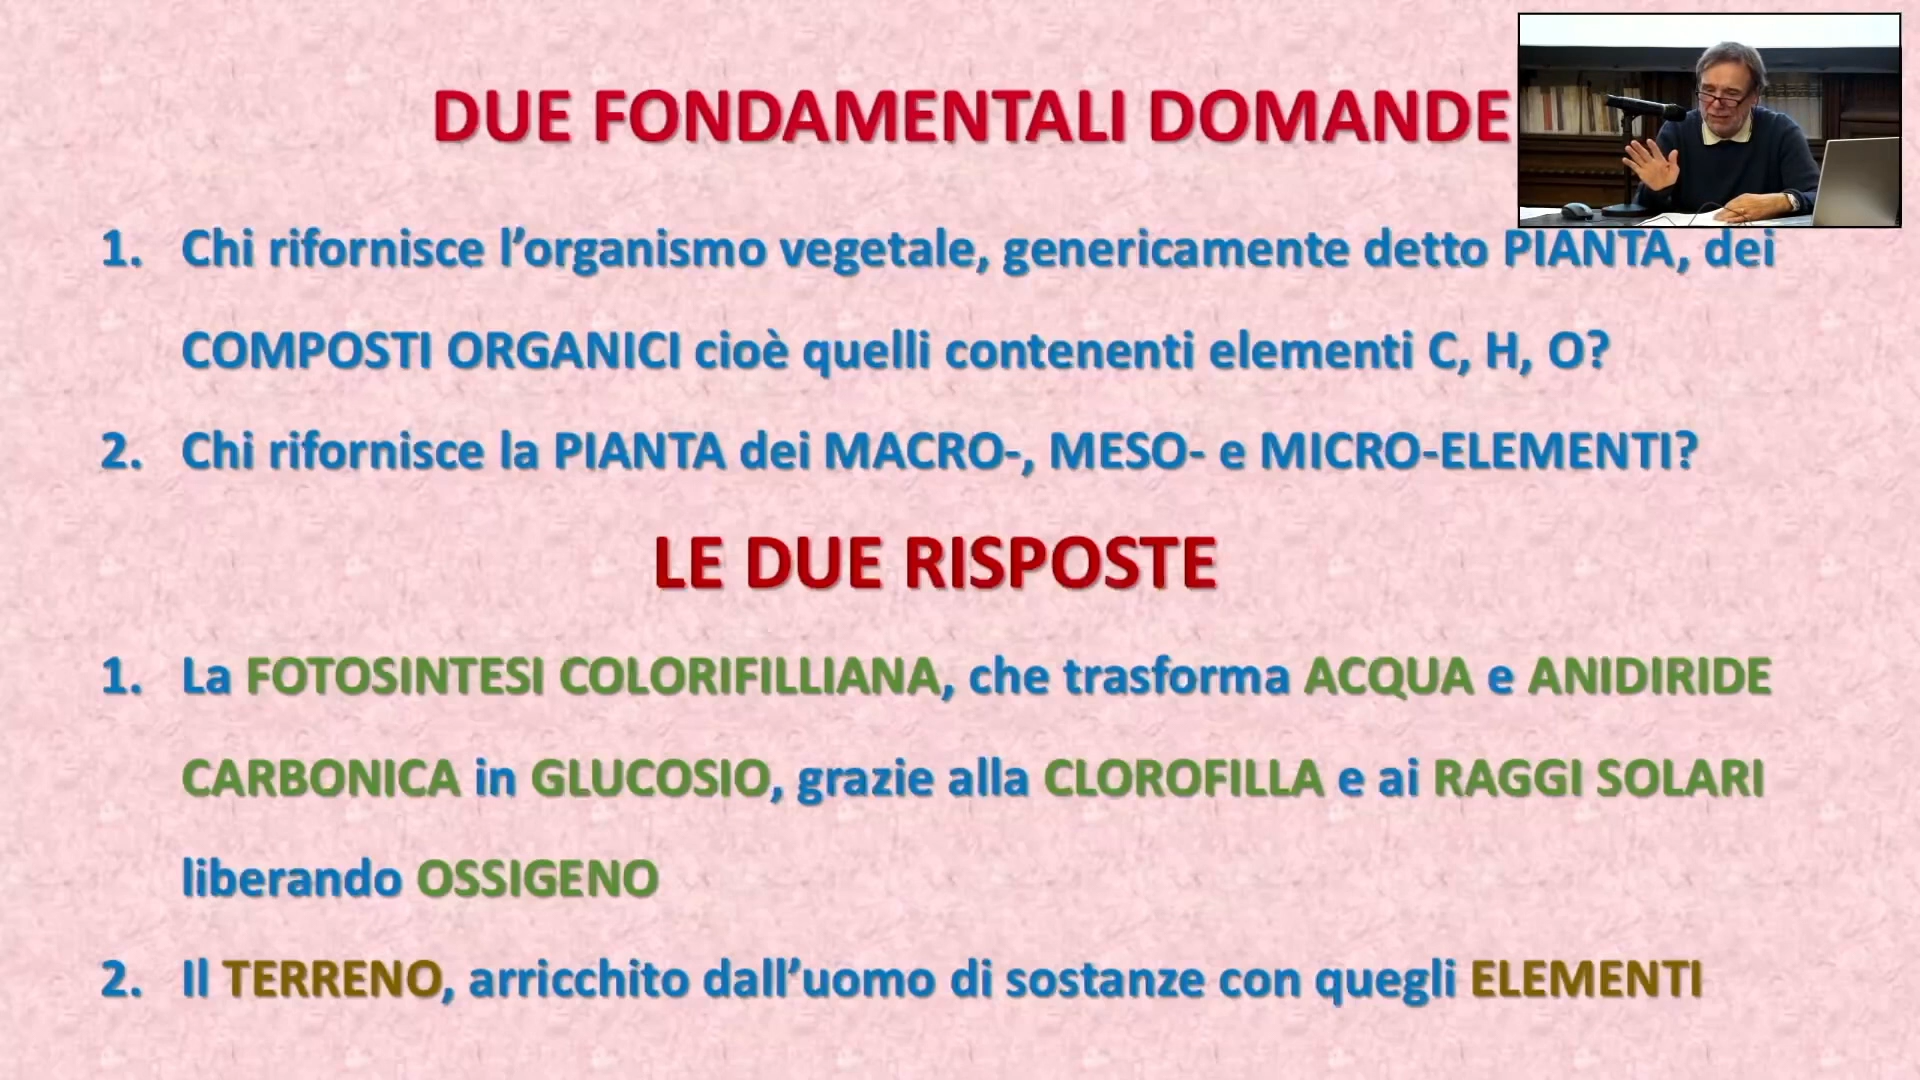 DUE FONDAMENTALI DOMANDE
1. Chi rifornisce l’organismo vegetale, genericamente detto PIANTA, dei
COMPOSTI ORGANICI cioè quelli contenenti elementi C, H, O?
2. Chi rifornisce la PIANTA dei MACRO-, MESO- e MICRO-ELEMENTI?
LE DUE RISPOSTE
1. La FOTOSINTESI COLORIFILLIANA, che trasforma ACQUA e ANIDIRIDE
CARBONICA in GLUCOSIO, grazie alla CLOROFILLA e ai RAGGI SOLARI
liberando OSSIGENO
2. Il TERRENO, arricchito dall’uomo di sostanze con quegli ELEMENTI